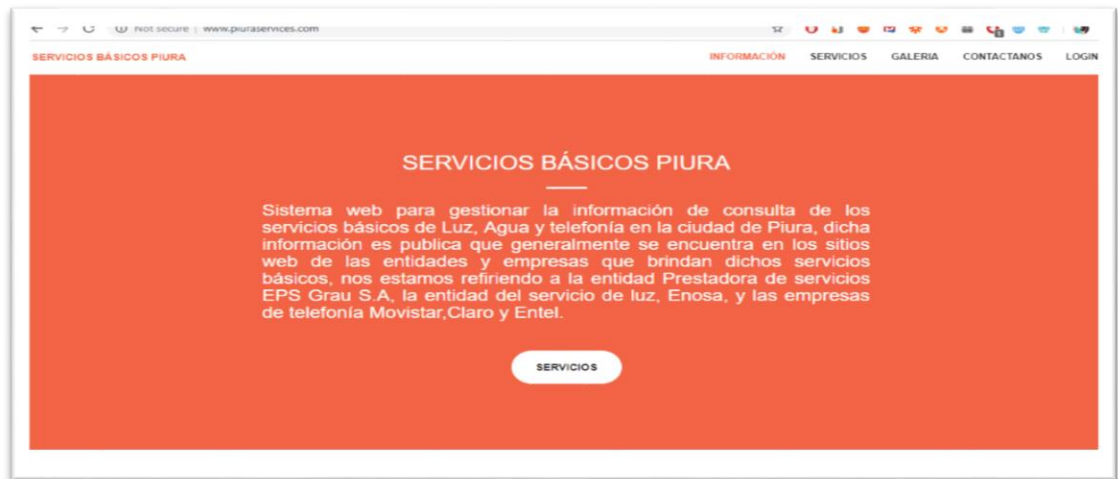 Not secure www.piuraservices.com
SERVICIOS BÁSICOS PIURA INFORMACIÓN SERVICIOS GALERIA CONTACTANOS LOGIN
SERVICIOS BÁSICOS PIURA
Sistema web para gestionar la información de consulta de los
servicios básicos de Luz, Agua y telefonía en la ciudad de Piura, dicha
información es publica que generalmente se encuentra en los sitios
web de las entidades y empresas que brindan dichos servicios
básicos, nos estamos refiriendo a la entidad Prestadora de servicios
EPS Grau S.A, la entidad del servicio de luz, Enosa, y las empresas
de telefonía Movistar,Claro y Entel.
SERVICIOS